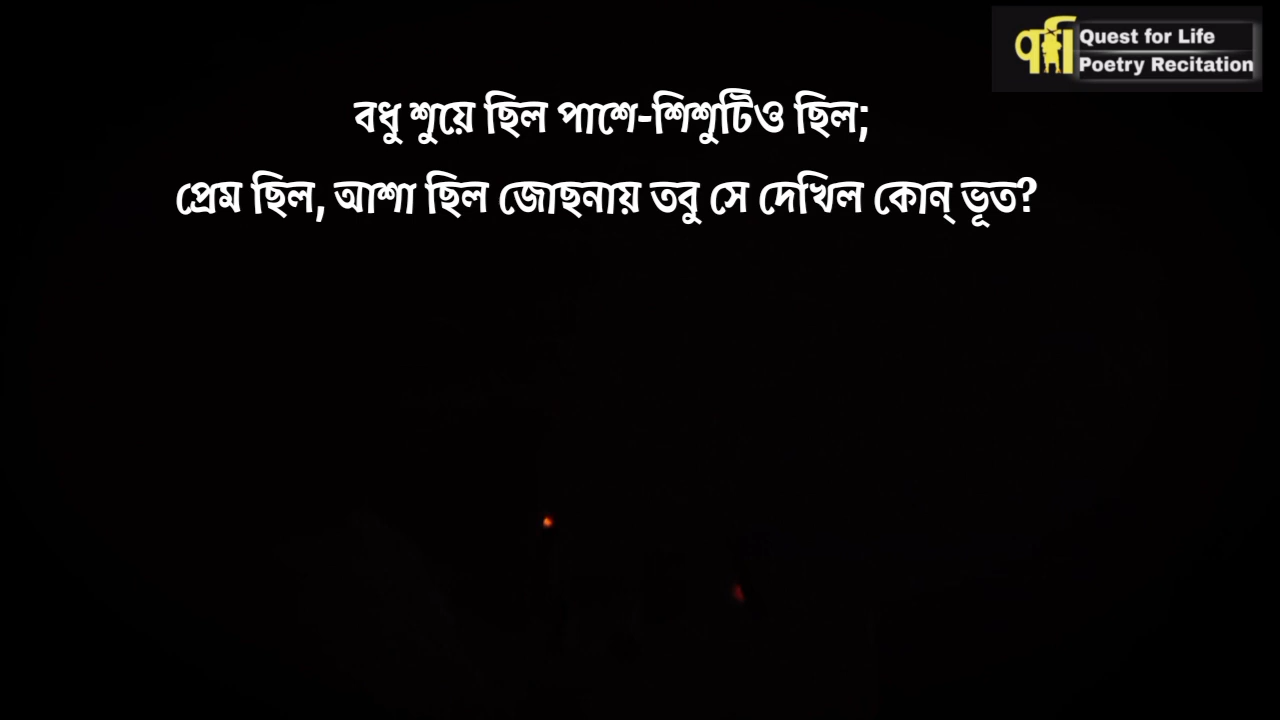 Quest for Life
Poetry Recitation
বধু শুয়ে ছিল পাশে-শিশুটিও ছিল;
প্রেম ছিল, আশা ছিল জোছনায় তবু সে দেখিল কোন্ ভূত?